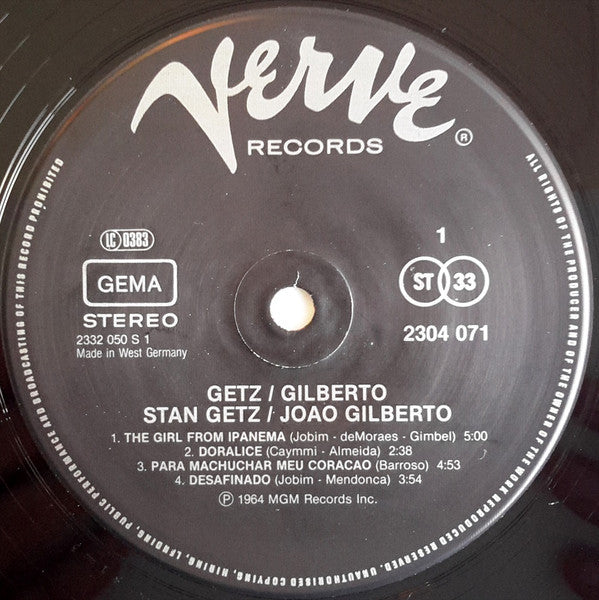 Verve
®
RECORDS
LC 0383
1
GEMA
ST 33
STEREO
2304 071
2332 050 S 1
Made in West Germany
GETZ / GILBERTO
STAN GETZ / JOAO GILBERTO
1. THE GIRL FROM IPANEMA (Jobim - deMoraes - Gimbel) 5:00
2. DORALICE (Caymmi - Almeida) 2:38
3. PARA MACHUCHAR MEU CORACAO (Barroso) 4:53
4. DESAFINADO (Jobim - Mendonca) 3:54
Ⓟ 1964 MGM Records Inc.
ALL RIGHTS OF THE PRODUCER AND OF THE OWNER OF THE WORK REPRODUCED RESERVED. UNAUTHORISED COPYING, HIRING, LENDING, PUBLIC PERFORMANCE AND BROADCASTING OF THIS RECORD PROHIBITED